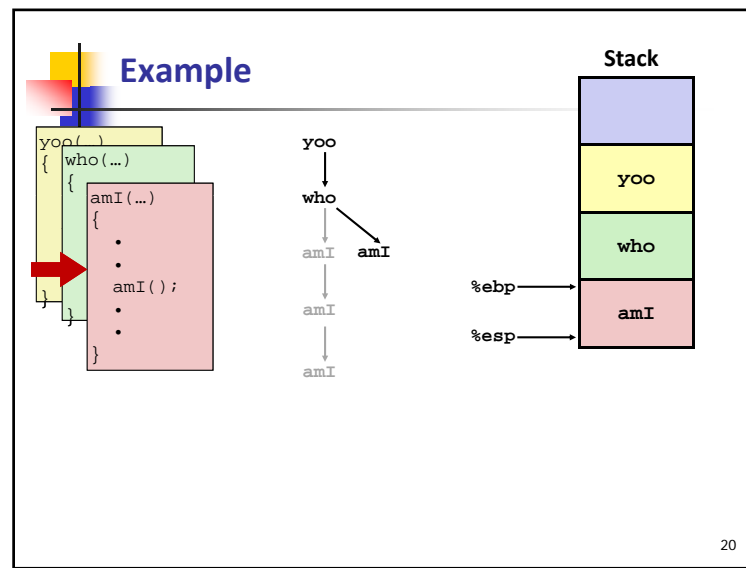 Example
Stack
yoo(…)
{
}
who(…)
{
}
amI(…)
{
•
•
amI();
•
•
}
yoo
who
amI amI
amI
amI
yoo
who
%ebp
amI
%esp
20